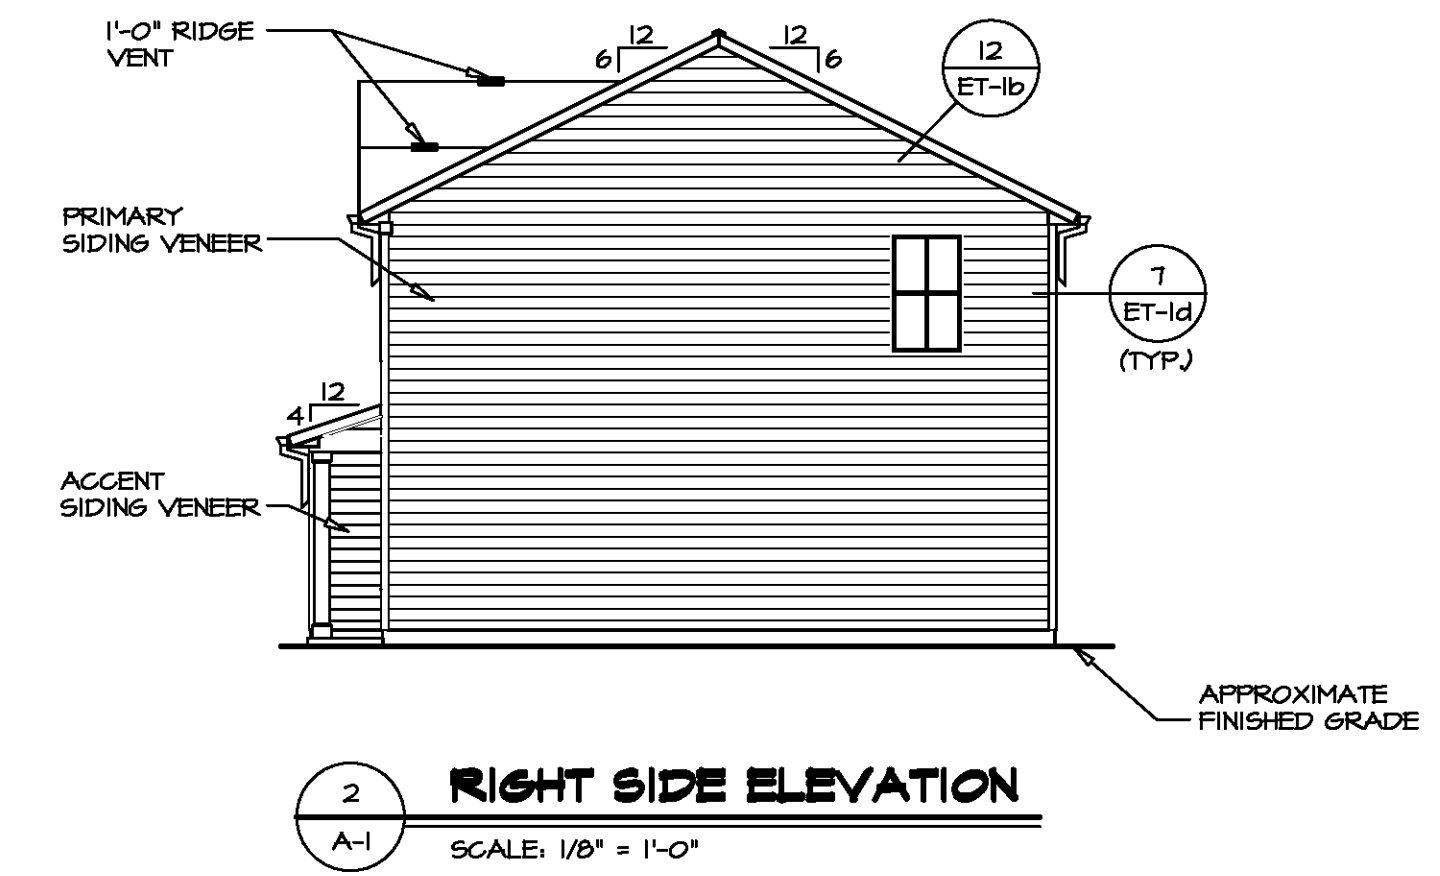 1'-0" RIDGE
VENT
12
6
12
6
12
ET-1b
PRIMARY
SIDING VENEER
7
ET-1d
(TYP.)
12
4
ACCENT
SIDING VENEER
APPROXIMATE
FINISHED GRADE
2
A-1
RIGHT SIDE ELEVATION
SCALE: 1/8" = 1'-0"